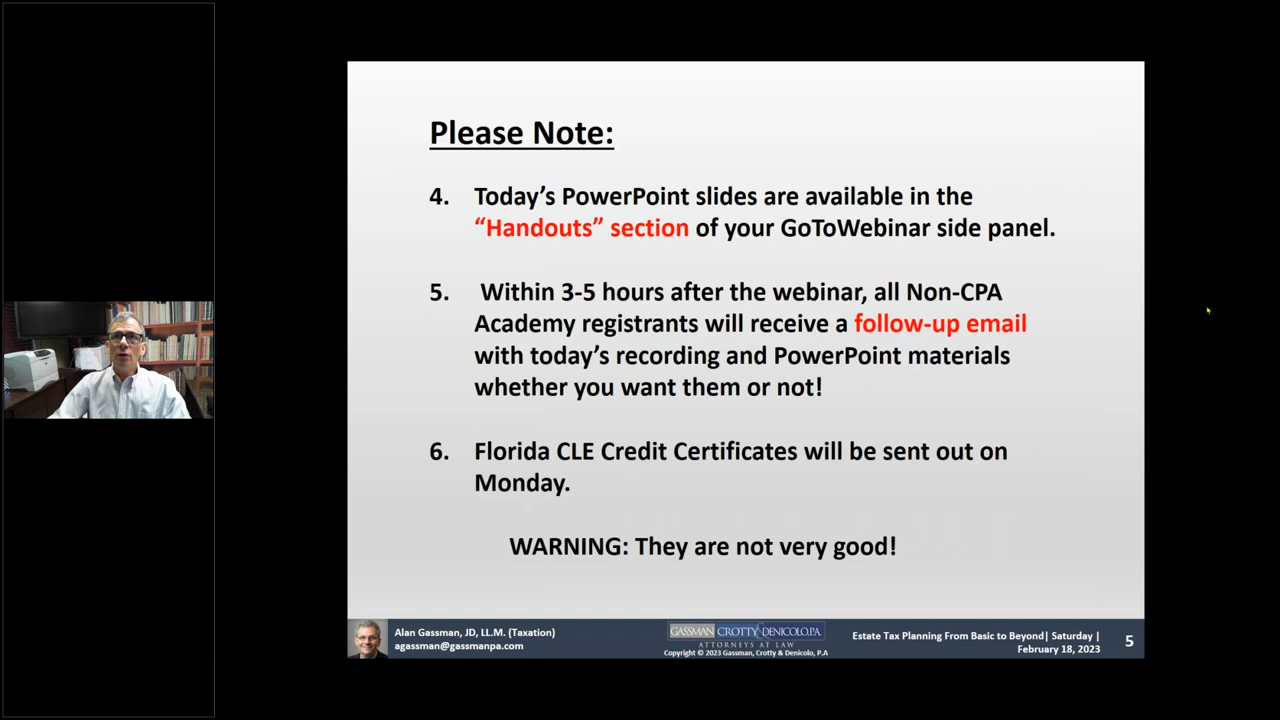 Please Note:
4. Today’s PowerPoint slides are available in the
“Handouts” section of your GoToWebinar side panel.
5. Within 3-5 hours after the webinar, all Non-CPA
Academy registrants will receive a follow-up email
with today’s recording and PowerPoint materials
whether you want them or not!
6. Florida CLE Credit Certificates will be sent out on
Monday.
WARNING: They are not very good!
Alan Gassman, JD, LL.M. (Taxation)
agassman@gassmanpa.com
GASSMAN CROTTY & DENICOLO, P.A.
ATTORNEYS AT LAW
Copyright © 2023 Gassman, Crotty & Denicolo, P.A
Estate Tax Planning From Basic to Beyond| Saturday |
February 18, 2023
5